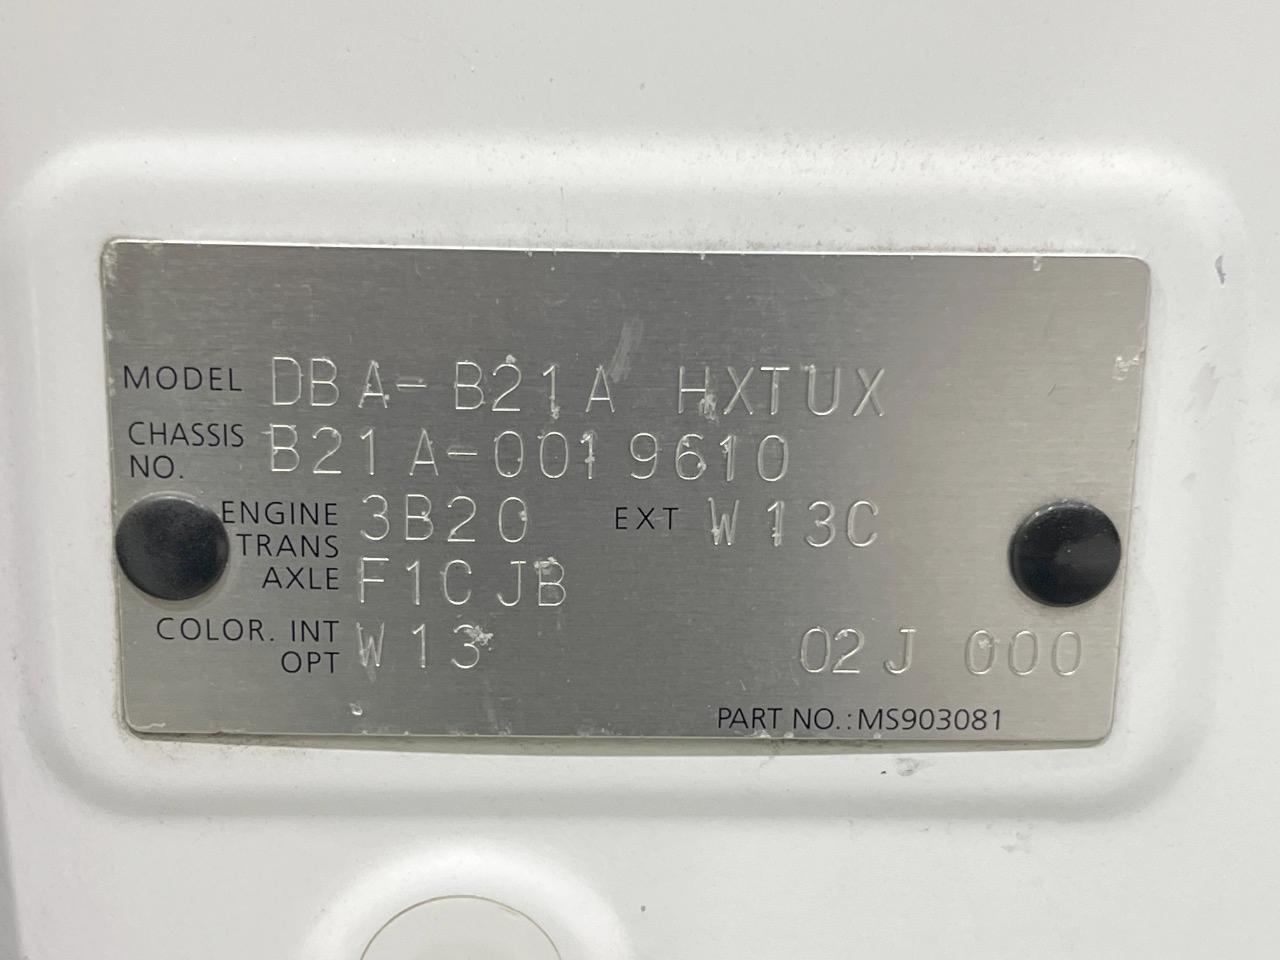 MODEL DBA-B21A HXTUX
CHASSIS NO. B21A-0019610
ENGINE 3B20 EXT W13C
TRANS AXLE F1CJB
COLOR. INT OPT W13 02J 000
PART NO.: MS903081